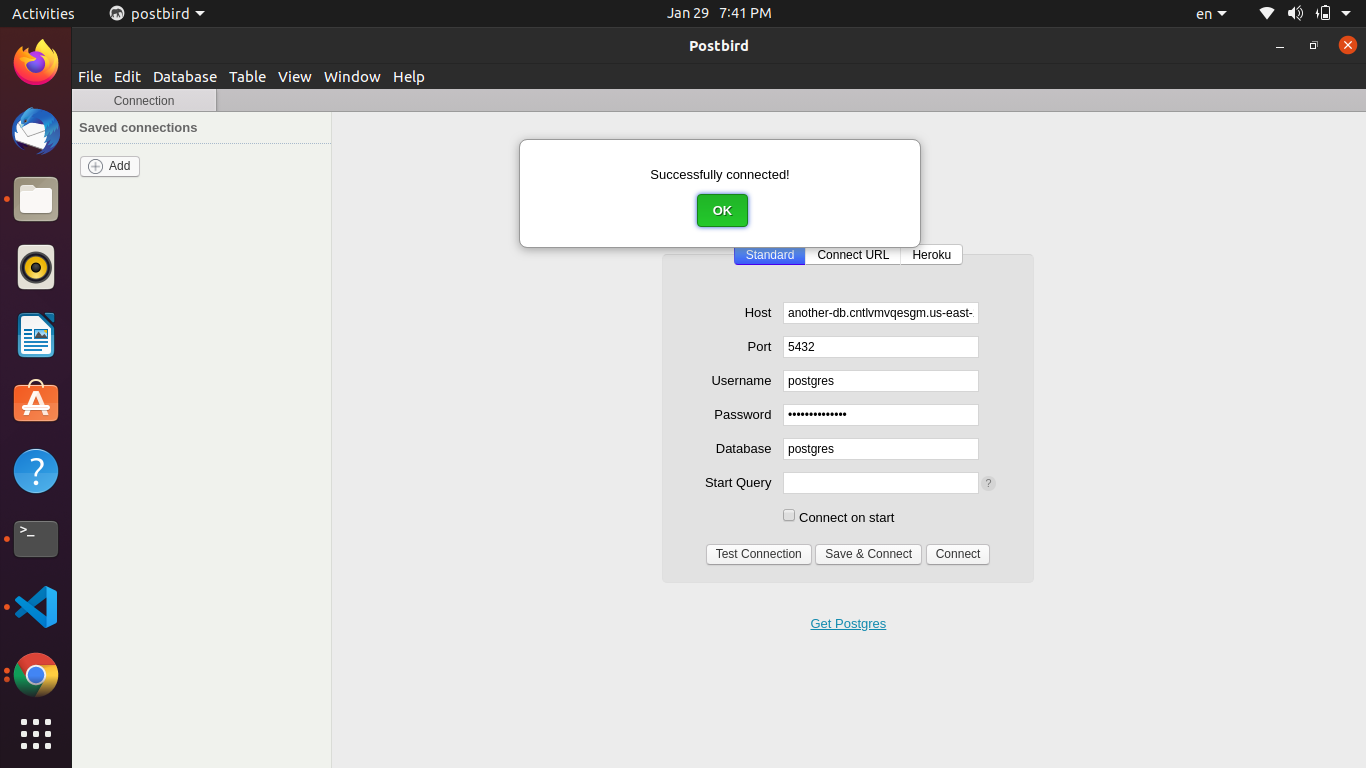 Activities
postbird
Jan 29 7:41 PM
en
Postbird
File Edit Database Table View Window Help
Connection
Saved connections
Add
Successfully connected!
OK
Standard Connect URL Heroku
Host another-db.cntlvmvqesgm.us-east-
Port 5432
Username postgres
Password ••••••••••••••
Database postgres
Start Query ?
Connect on start
Test Connection Save & Connect Connect
Get Postgres